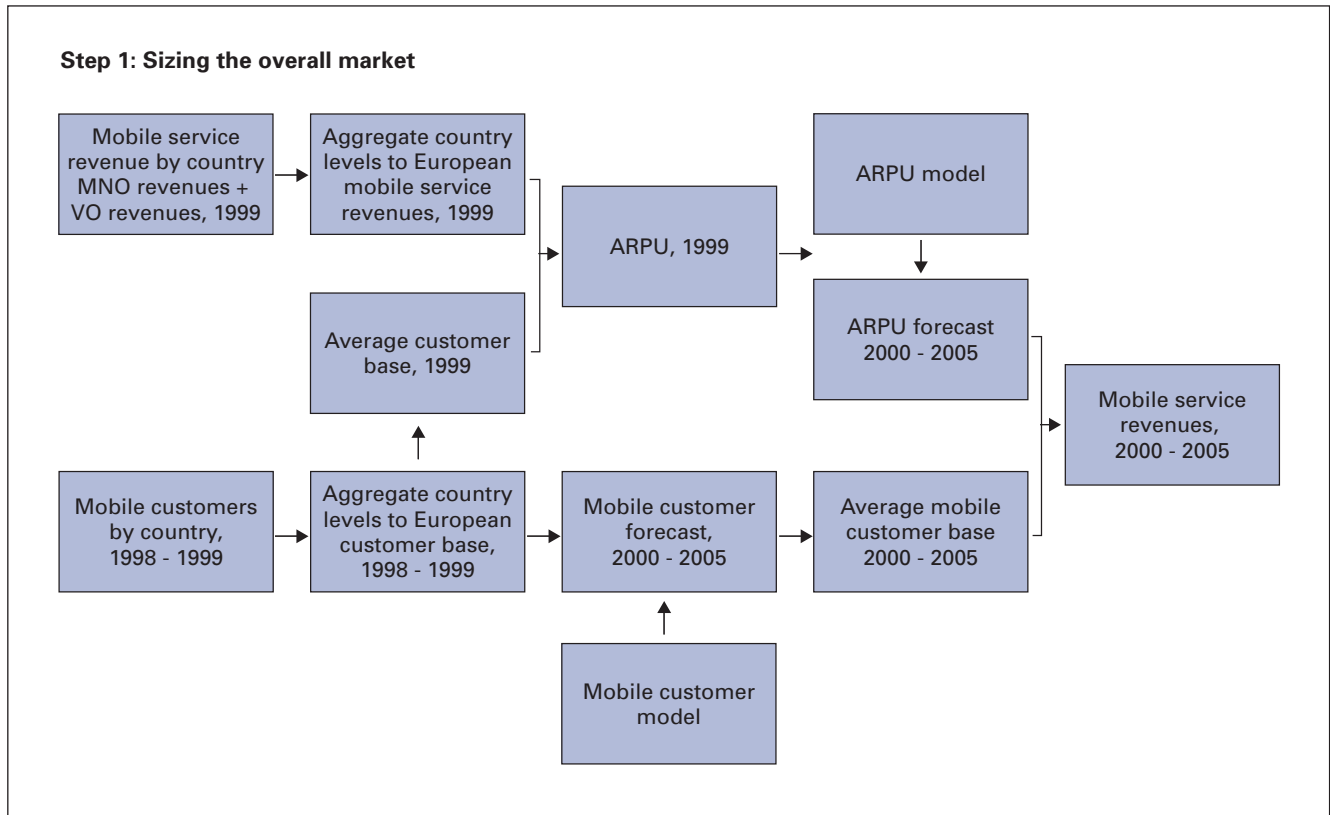 Step 1: Sizing the overall market
Mobile service
revenue by country
MNO revenues +
VO revenues, 1999
Aggregate country
levels to European
mobile service
revenues, 1999
ARPU model
ARPU, 1999
Average customer
base, 1999
ARPU forecast
2000 - 2005
Mobile service
revenues,
2000 - 2005
Mobile customers
by country,
1998 - 1999
Aggregate country
levels to European
customer base,
1998 - 1999
Mobile customer
forecast,
2000 - 2005
Average mobile
customer base
2000 - 2005
Mobile customer
model